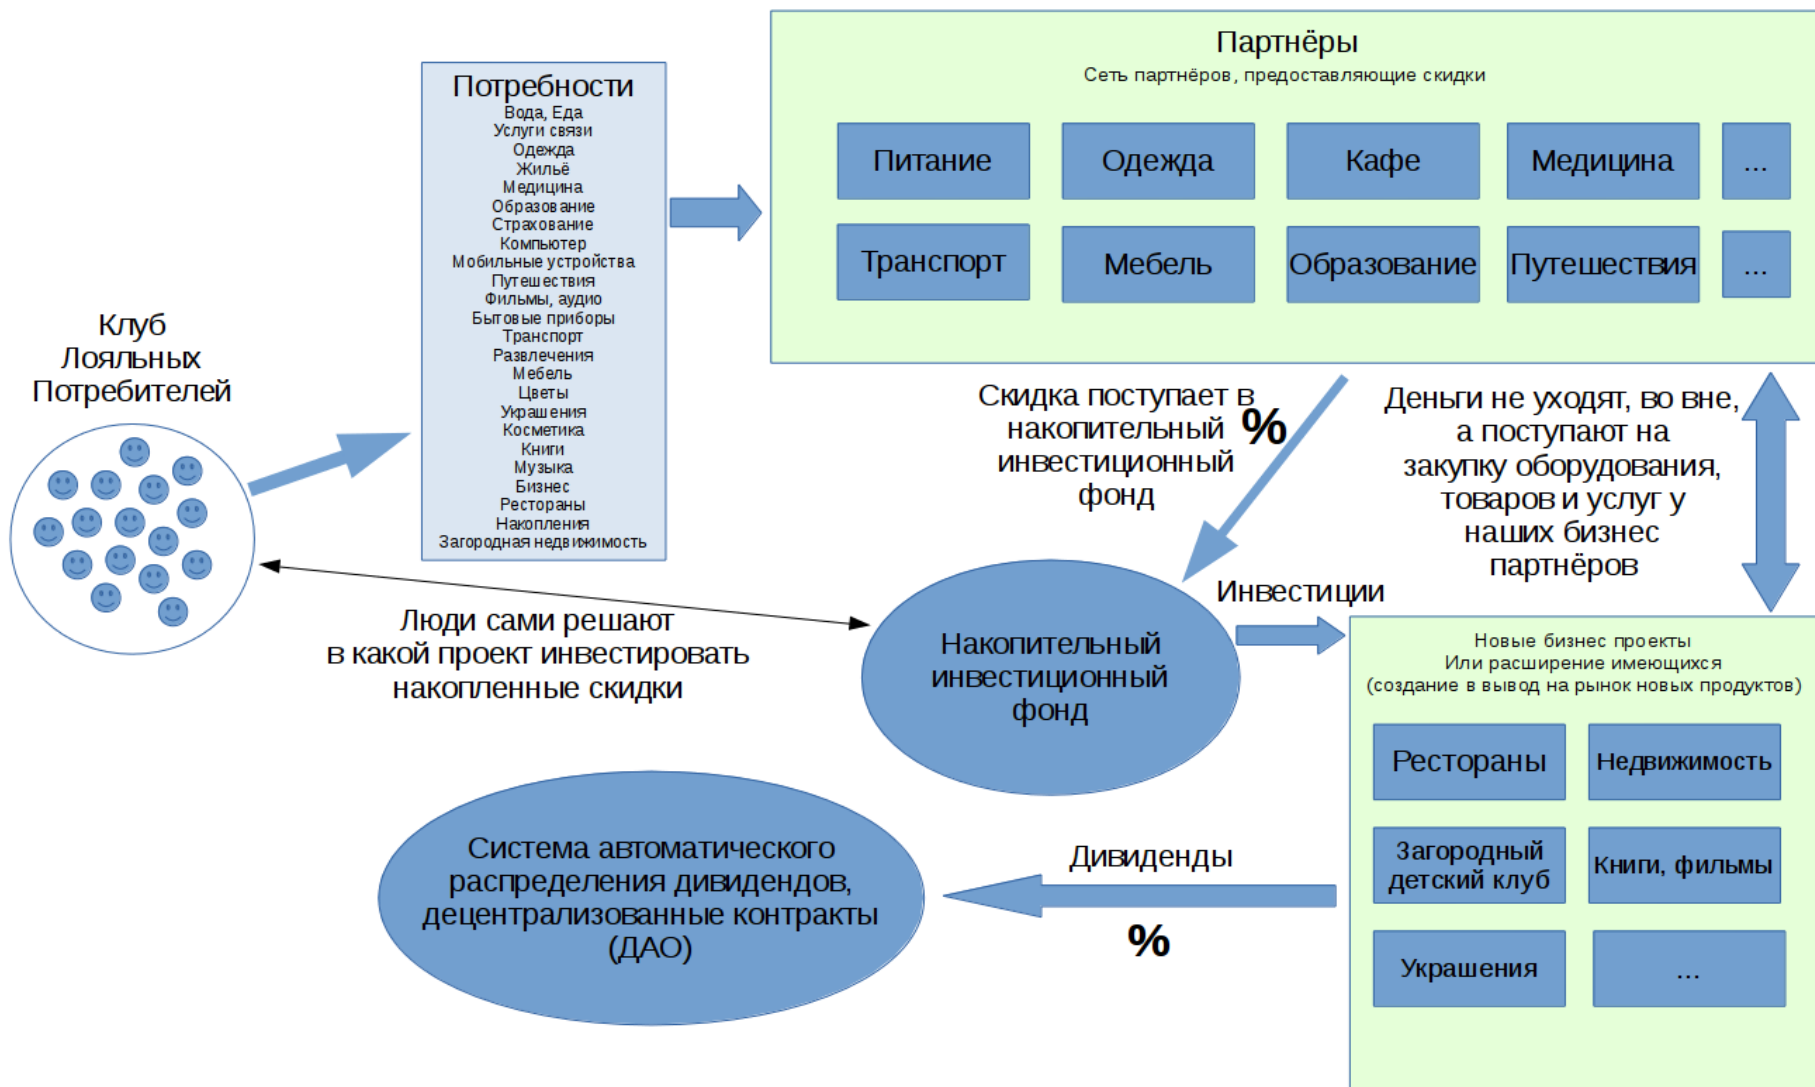 Партнёры
Сеть партнёров, предоставляющие скидки
Питание
Одежда
Кафе
Медицина
...
Транспорт
Мебель
Образование
Путешествия
...
Потребности
Вода, Еда
Услуги связи
Одежда
Жильё
Медицина
Образование
Страхование
Компьютер
Мобильные устройства
Путешествия
Фильмы, аудио
Бытовые приборы
Транспорт
Развлечения
Мебель
Цветы
Украшения
Косметика
Книги
Музыка
Бизнес
Рестораны
Накопления
Загородная недвижимость
Клуб
Лояльных
Потребителей
Скидка поступает в
накопительный
инвестиционный
фонд
%
Деньги не уходят, во вне,
а поступают на
закупку оборудования,
товаров и услуг у
наших бизнес
партнёров
Люди сами решают
в какой проект инвестировать
накопленные скидки
Накопительный
инвестиционный
фонд
Инвестиции
Новые бизнес проекты
Или расширение имеющихся
(создание в вывод на рынок новых продуктов)
Рестораны
Недвижимость
Загородный
детский клуб
Книги, фильмы
Украшения
...
Дивиденды
%
Система автоматического
распределения дивидендов,
децентрализованные контракты
(ДАО)